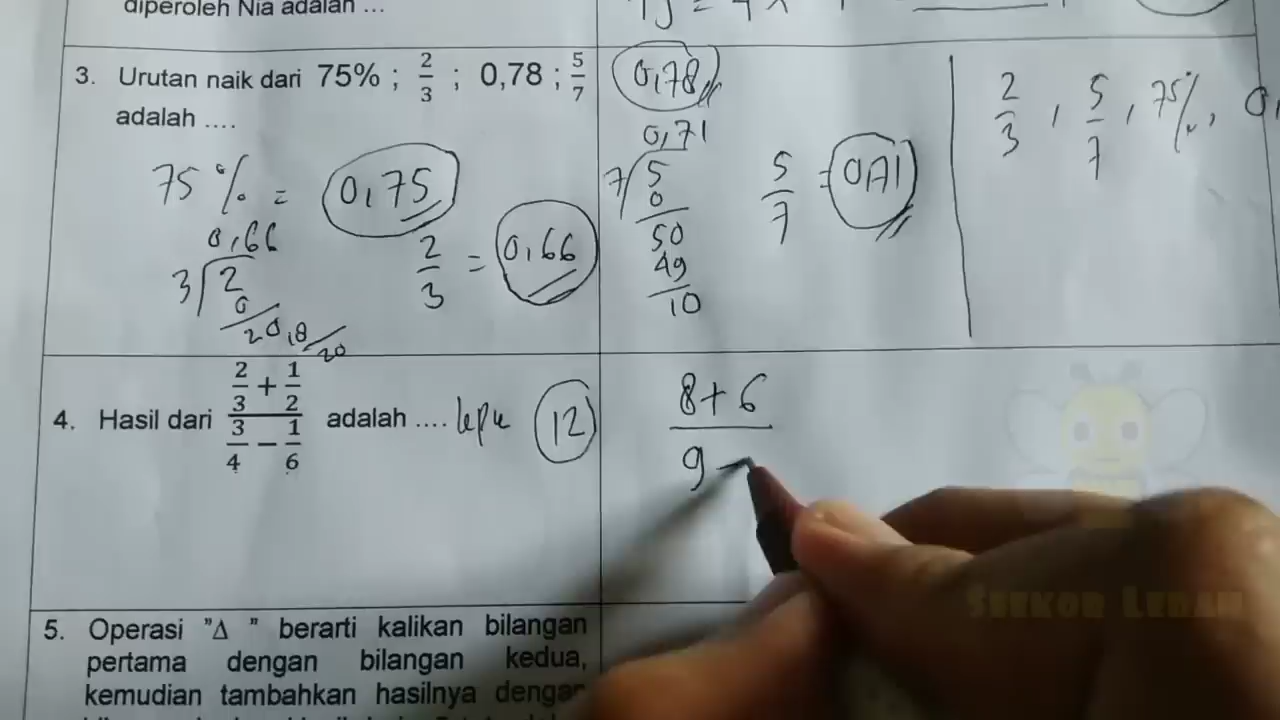 diperoleh Nia adalah ...
3. Urutan naik dari 75% ; 2/3 ; 0,78 ; 5/7
adalah ....
75 % = 0,75
0,66
3 2
0
20
18
20
2/3 = 0,66
0,78
0,71
7 5
0
50
49
10
5/7 = 0,71
2/3 , 5/7 , 75% , 0,
4. Hasil dari (2/3 + 1/2)/(3/4 − 1/6) adalah ....
12
8 + 6
9 −
5. Operasi "Δ " berarti kalikan bilangan
pertama dengan bilangan kedua,
kemudian tambahkan hasilnya dengan
Seekor Lebah